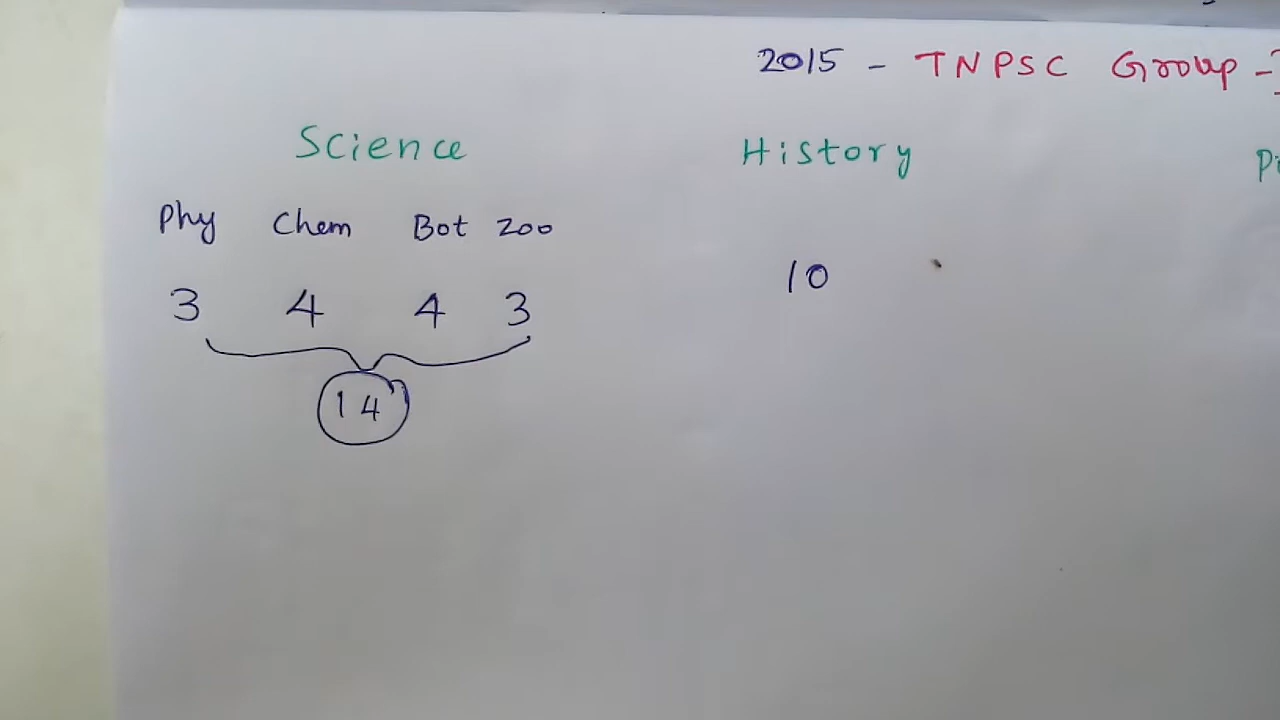 2015 - TNPSC Group -
Science History
Phy Chem Bot Zoo
3 4 4 3 10
14